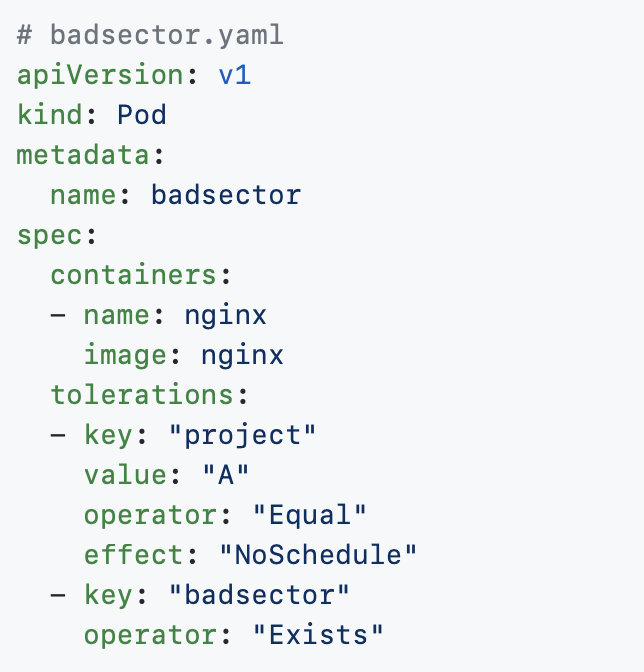 # badsector.yaml
apiVersion: v1
kind: Pod
metadata:
  name: badsector
spec:
  containers:
  - name: nginx
    image: nginx
  tolerations:
  - key: "project"
    value: "A"
    operator: "Equal"
    effect: "NoSchedule"
  - key: "badsector"
    operator: "Exists"